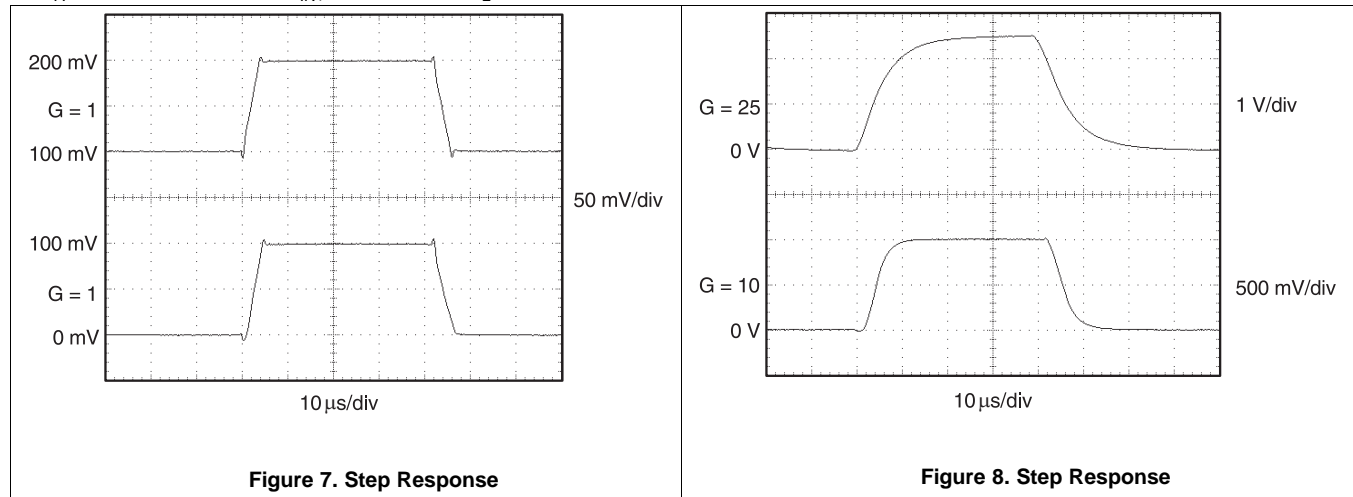 200 mV
G = 1
100 mV
50 mV/div
100 mV
G = 1
0 mV
10 μs/div
Figure 7. Step Response
G = 25
1 V/div
0 V
G = 10
500 mV/div
0 V
10 μs/div
Figure 8. Step Response